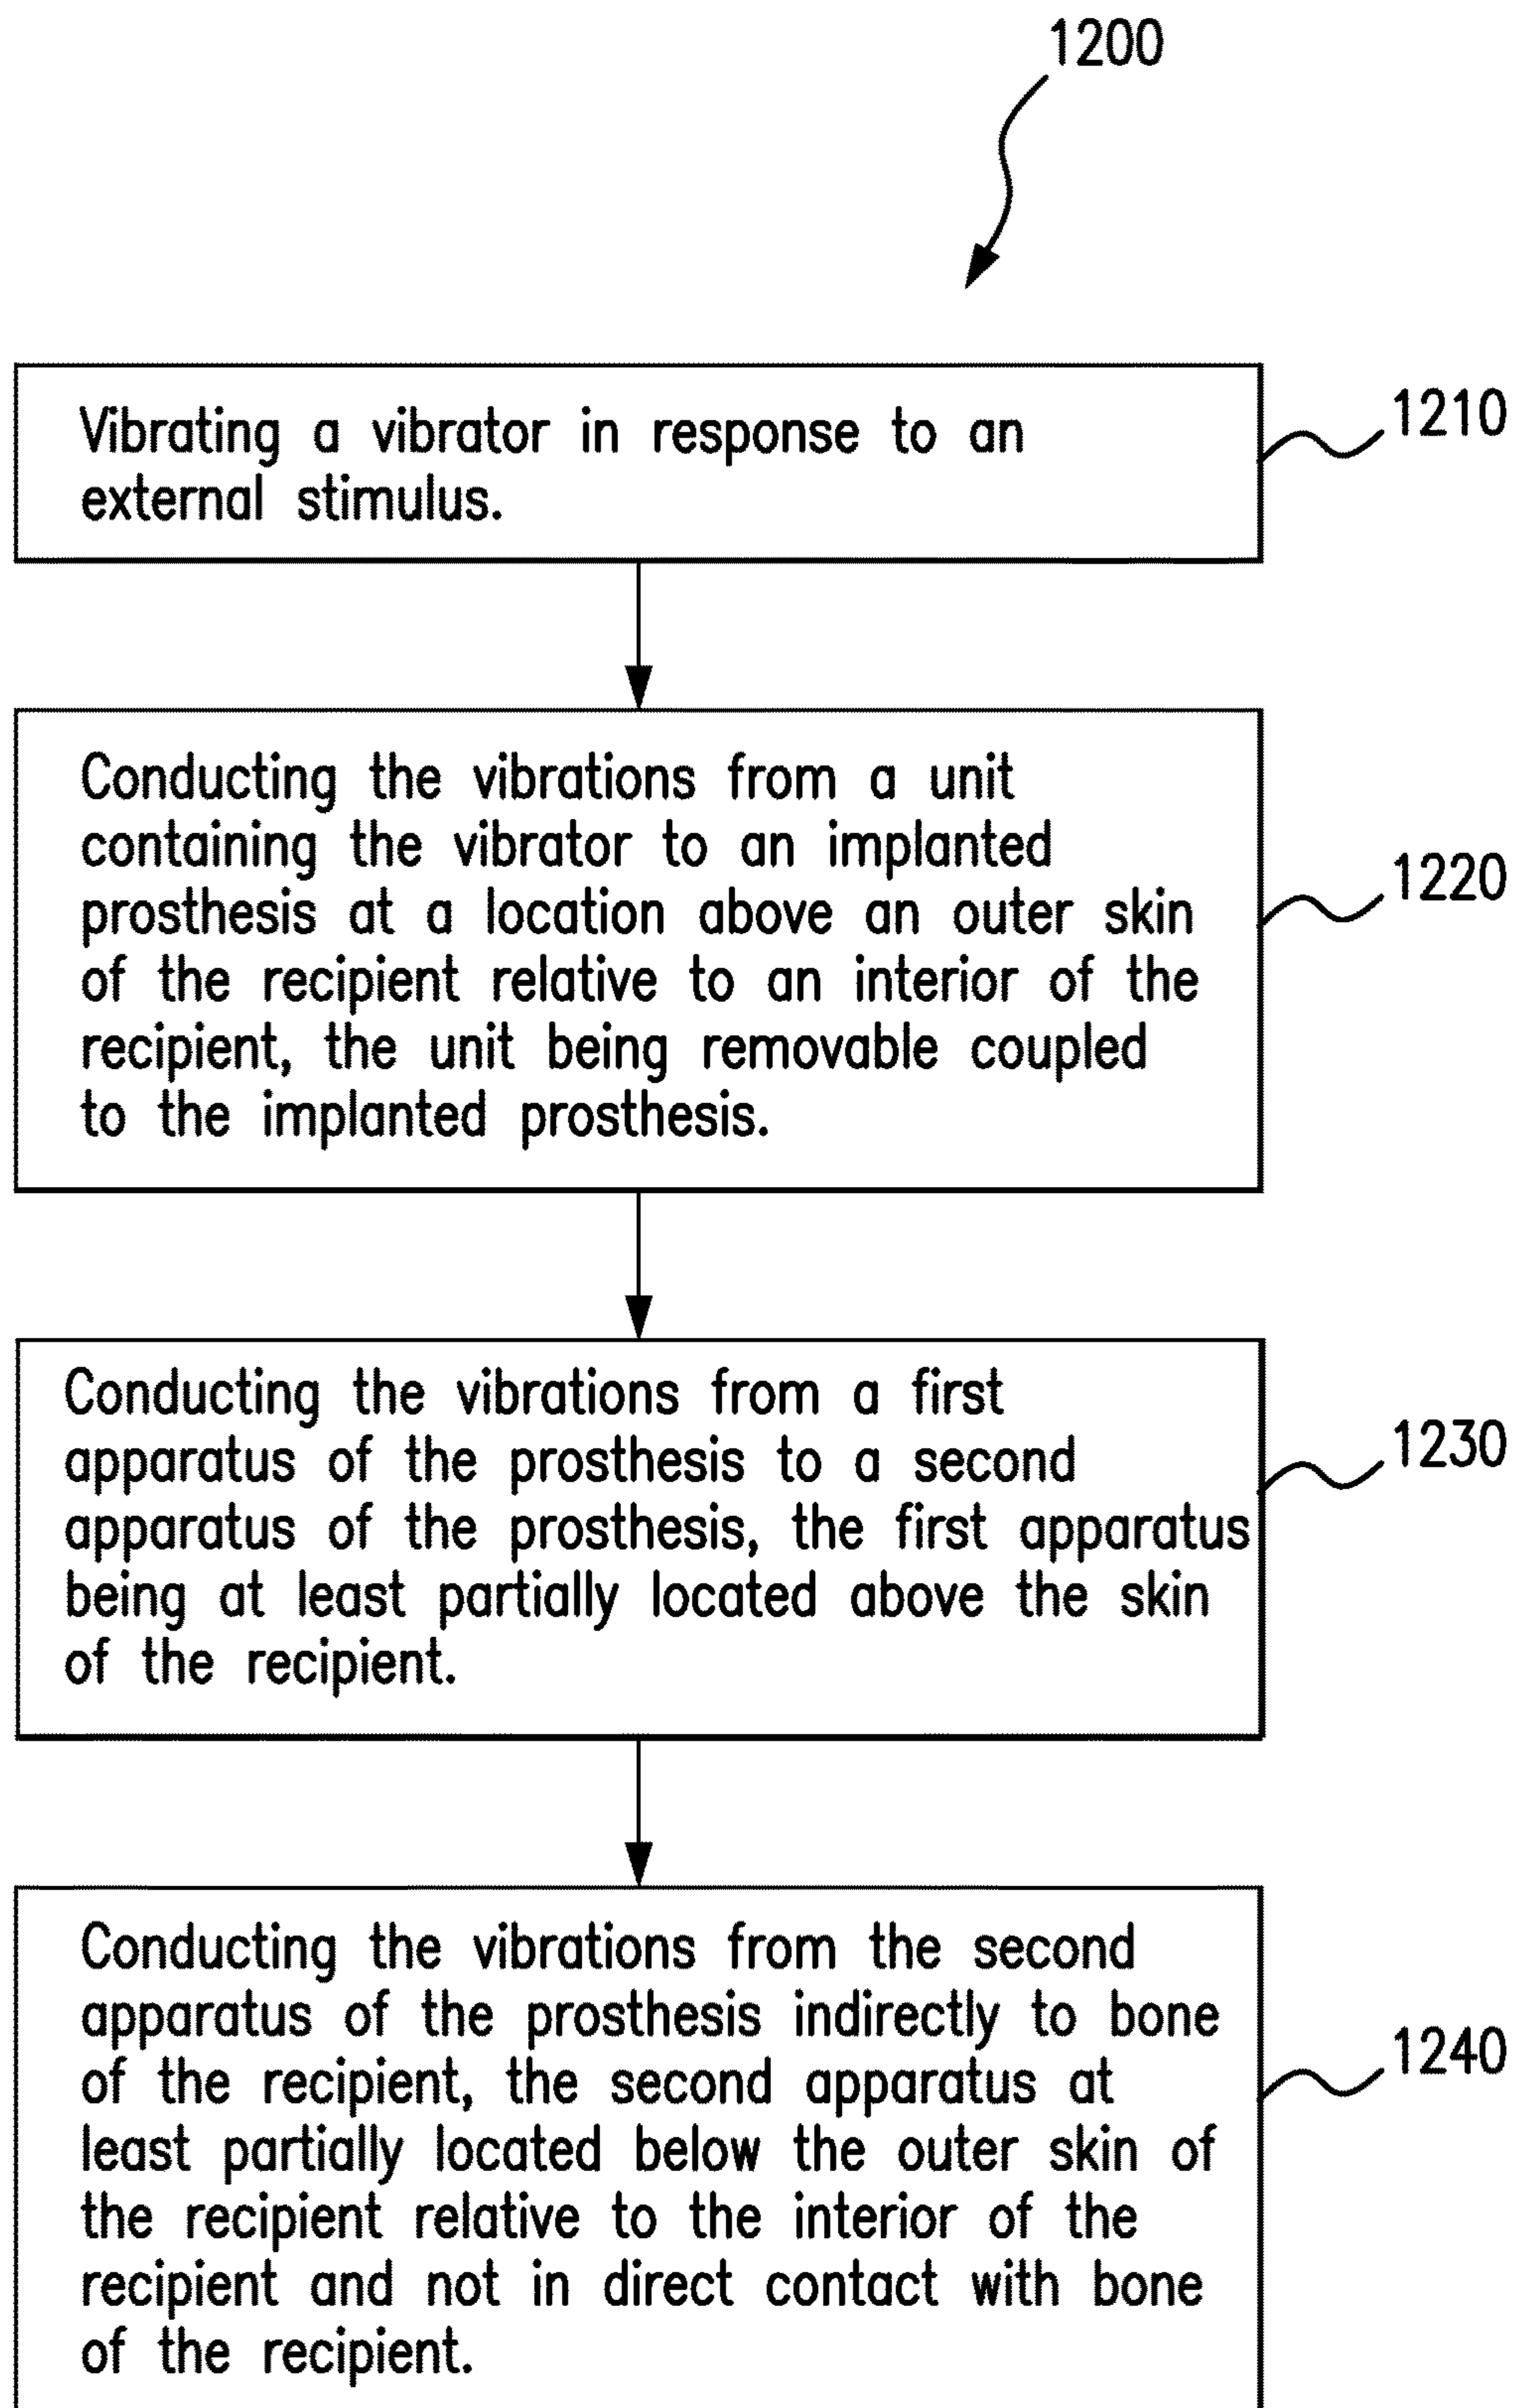 1200
Vibrating a vibrator in response to an
external stimulus.
1210
Conducting the vibrations from a unit
containing the vibrator to an implanted
prosthesis at a location above an outer skin
of the recipient relative to an interior of the
recipient, the unit being removable coupled
to the implanted prosthesis.
1220
Conducting the vibrations from a first
apparatus of the prosthesis to a second
apparatus of the prosthesis, the first apparatus
being at least partially located above the skin
of the recipient.
1230
Conducting the vibrations from the second
apparatus of the prosthesis indirectly to bone
of the recipient, the second apparatus at
least partially located below the outer skin of
the recipient relative to the interior of the
recipient and not in direct contact with bone
of the recipient.
1240